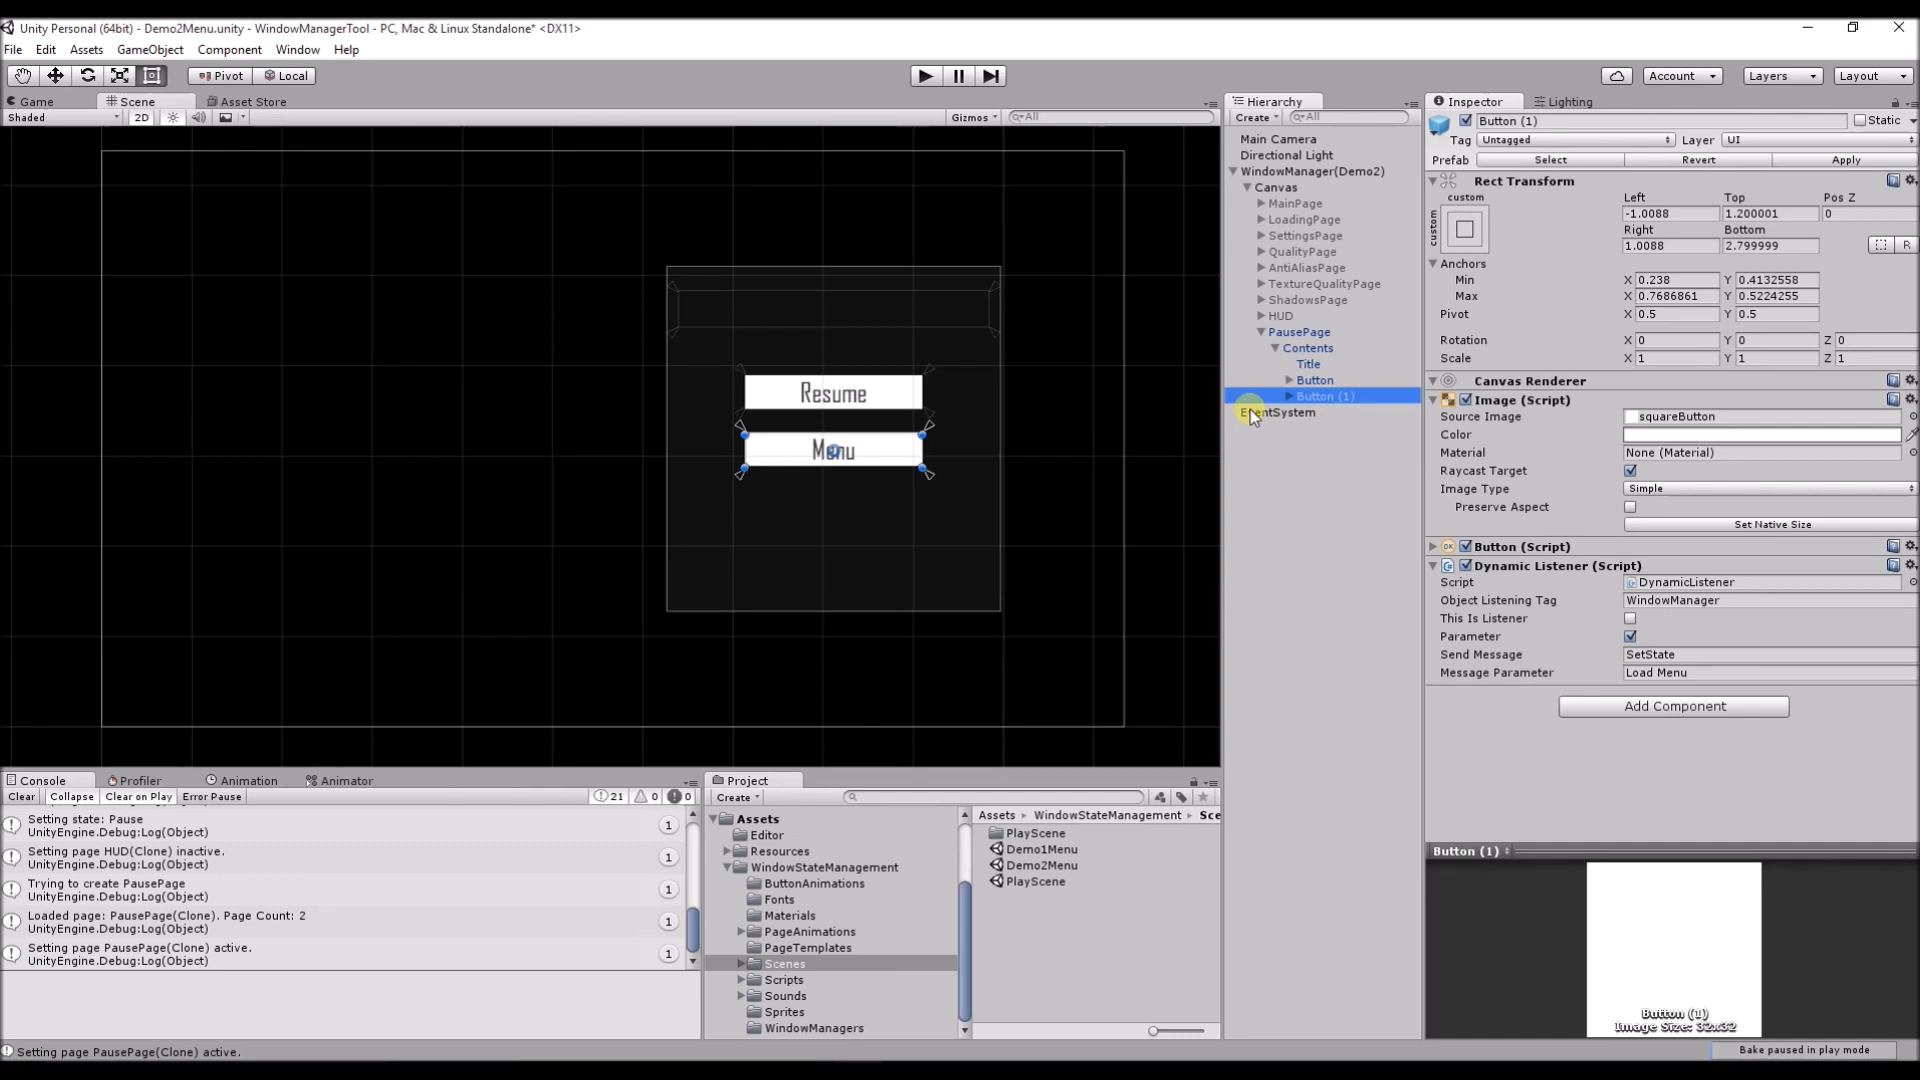 Unity Personal (64bit) - Demo2Menu.unity - WindowManagerTool - PC, Mac & Linux Standalone* <DX11>
File Edit Assets GameObject Component Window Help
Pivot Local Account Layers Layout
Game Scene Asset Store
Shaded 2D Gizmos All
Resume
Menu
Hierarchy
Create All
Main Camera
Directional Light
WindowManager(Demo2)
Canvas
MainPage
LoadingPage
SettingsPage
QualityPage
AntiAliasPage
TextureQualityPage
ShadowsPage
HUD
PausePage
Contents
Title
Button
Button (1)
EventSystem
Inspector Lighting
Button (1) Static
Tag Untagged Layer UI
Prefab Select Revert Apply
Rect Transform
custom Left Top Pos Z
custom -1.0088 1.200001 0
Right Bottom
1.0088 2.799999 R
Anchors
Min X 0.238 Y 0.4132558
Max X 0.7686861 Y 0.5224255
Pivot X 0.5 Y 0.5
Rotation X 0 Y 0 Z 0
Scale X 1 Y 1 Z 1
Canvas Renderer
Image (Script)
Source Image squareButton
Color
Material None (Material)
Raycast Target
Image Type Simple
Preserve Aspect
Set Native Size
OK Button (Script)
Dynamic Listener (Script)
Script DynamicListener
Object Listening Tag WindowManager
This Is Listener
Parameter
Send Message SetState
Message Parameter Load Menu
Add Component
Console Profiler Animation Animator
Clear Collapse Clear on Play Error Pause 21 0 0
Setting state: Pause
UnityEngine.Debug:Log(Object) 1
Setting page HUD(Clone) inactive.
UnityEngine.Debug:Log(Object) 1
Trying to create PausePage
UnityEngine.Debug:Log(Object) 1
Loaded page: PausePage(Clone). Page Count: 2
UnityEngine.Debug:Log(Object) 1
Setting page PausePage(Clone) active.
UnityEngine.Debug:Log(Object) 1
Setting page PausePage(Clone) active.
Project
Create
Assets
Editor
Resources
WindowStateManagement
ButtonAnimations
Fonts
Materials
PageAnimations
PageTemplates
Scenes
Scripts
Sounds
Sprites
WindowManagers
Assets WindowStateManagement Sce
PlayScene
Demo1Menu
Demo2Menu
PlayScene
Button (1)
Button (1)
Image Size: 32x32
Bake paused in play mode